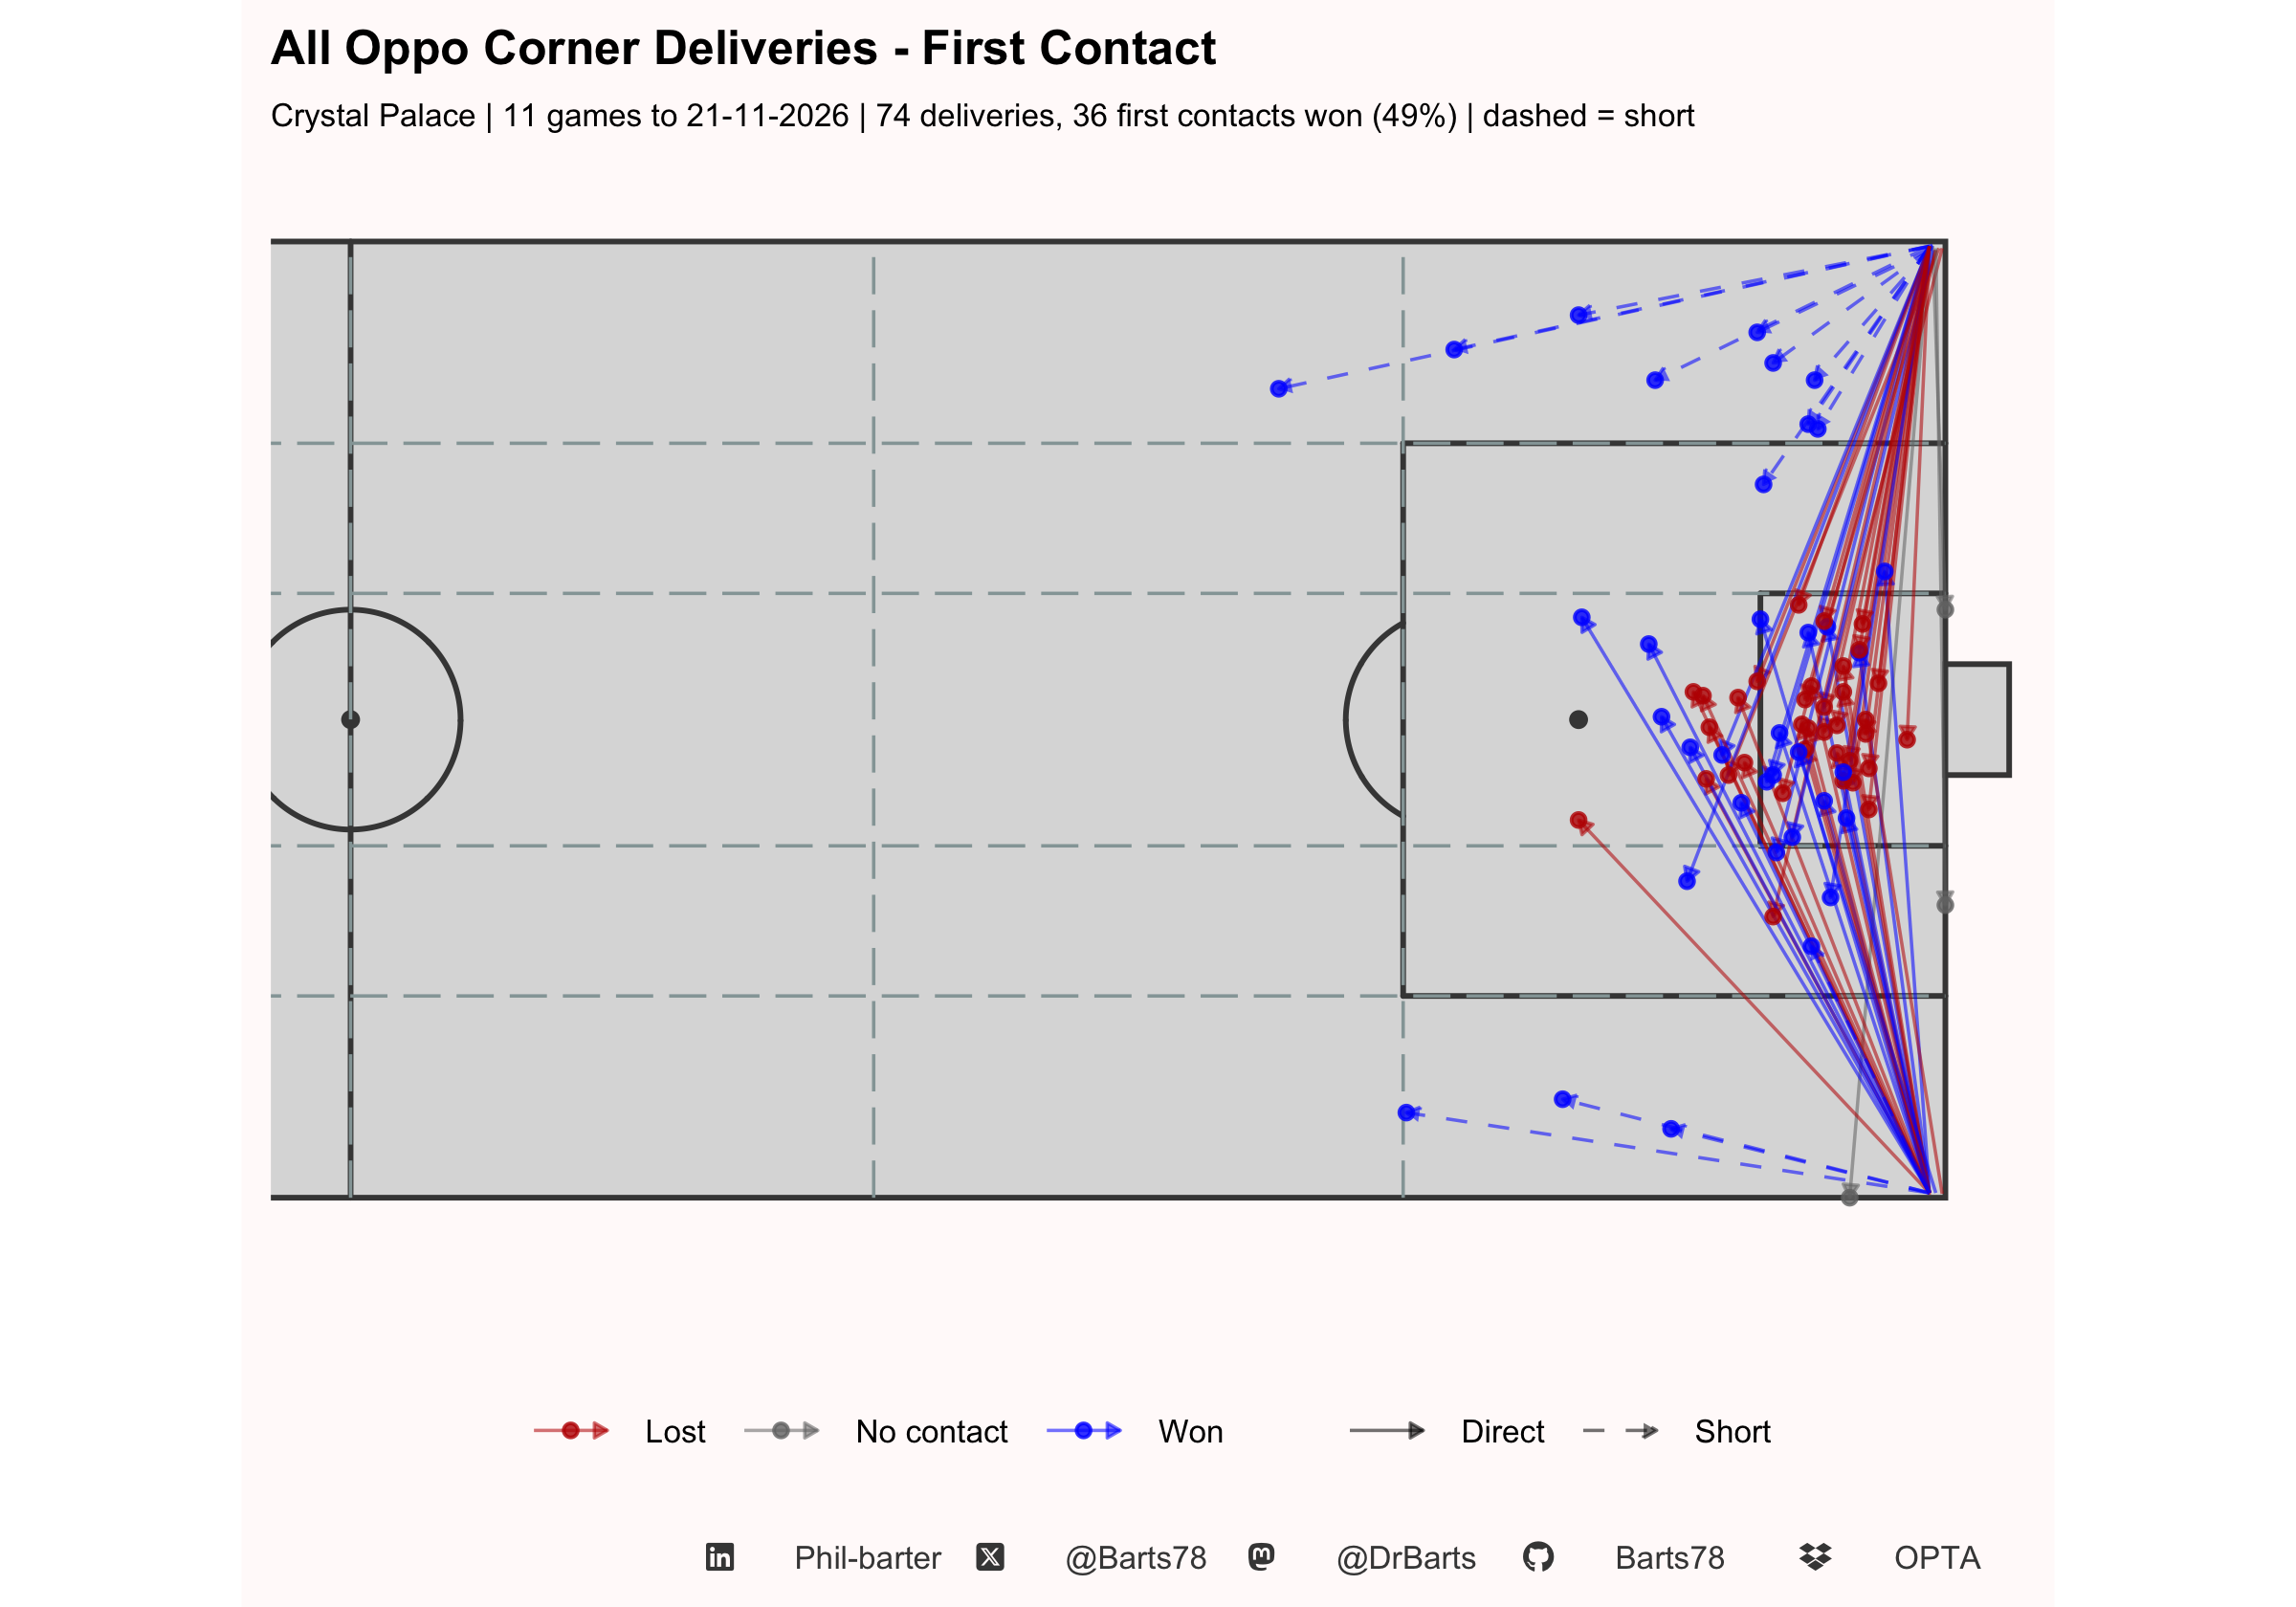 All Oppo Corner Deliveries - First Contact
Crystal Palace | 11 games to 21-11-2026 | 74 deliveries, 36 first contacts won (49%) | dashed = short
Lost No contact Won Direct Short
Phil-barter @Barts78 @DrBarts Barts78 OPTA